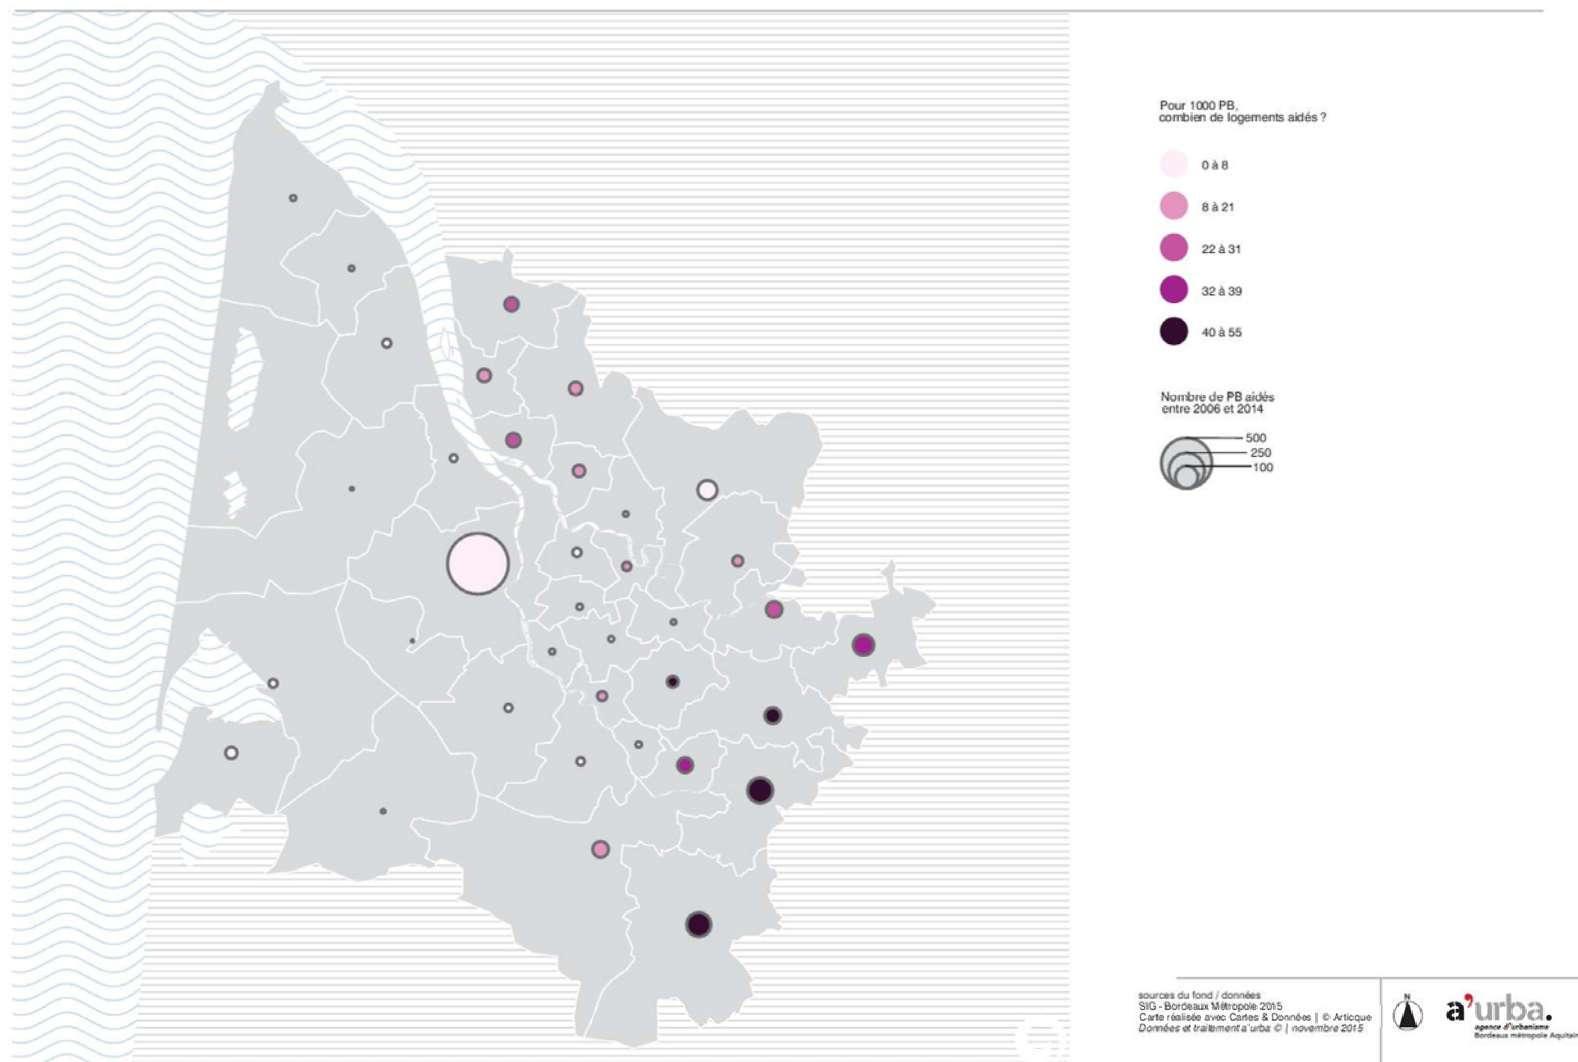 Pour 1000 PB,
combien de logements aidés ?
0 à 8
8 à 21
22 à 31
32 à 39
40 à 55
Nombre de PB aidés
entre 2006 et 2014
500
250
100
sources du fond / données
SIG - Bordeaux Métropole 2015
Carte réalisée avec Cartes & Données | © Articque
Données et traitement a'urba © | novembre 2015
N
a'urba.
agence d'urbanisme
Bordeaux métropole Aquitain